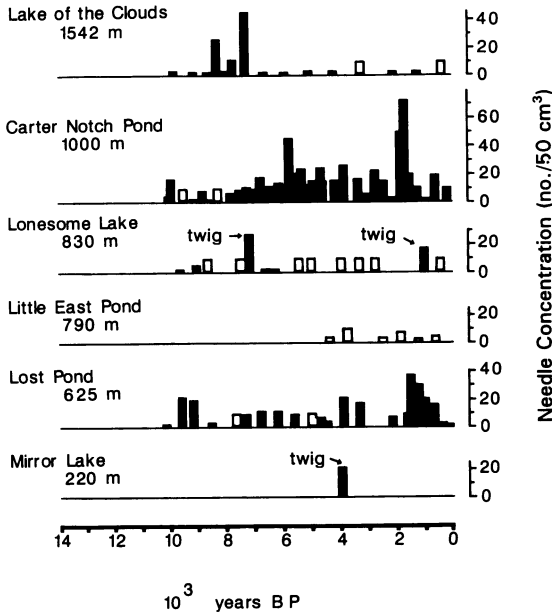 Lake of the Clouds
1542 m
40
20
0
Carter Notch Pond
1000 m
60
40
20
0
Lonesome Lake
830 m
twig
twig
20
0
Little East Pond
790 m
20
0
Lost Pond
625 m
40
20
0
Mirror Lake
220 m
twig
20
0
14 12 10 8 6 4 2 0
10³ years BP
Needle Concentration (no./50 cm³)